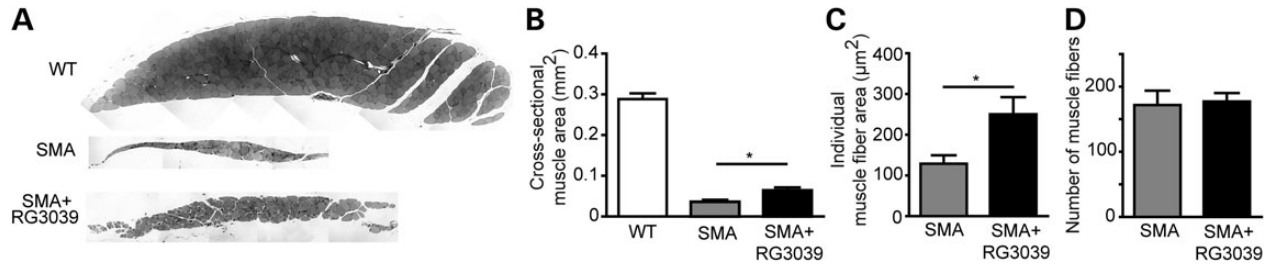 A
WT
SMA
SMA+
RG3039
B
Cross-sectional
muscle area (mm²)
0.4
0.3
0.2
0.1
0
*
WT
SMA
SMA+
RG3039
C
Individual
muscle fiber area (µm²)
400
300
200
100
0
*
SMA
SMA+
RG3039
D
Number of muscle fibers
200
100
0
SMA
SMA+
RG3039